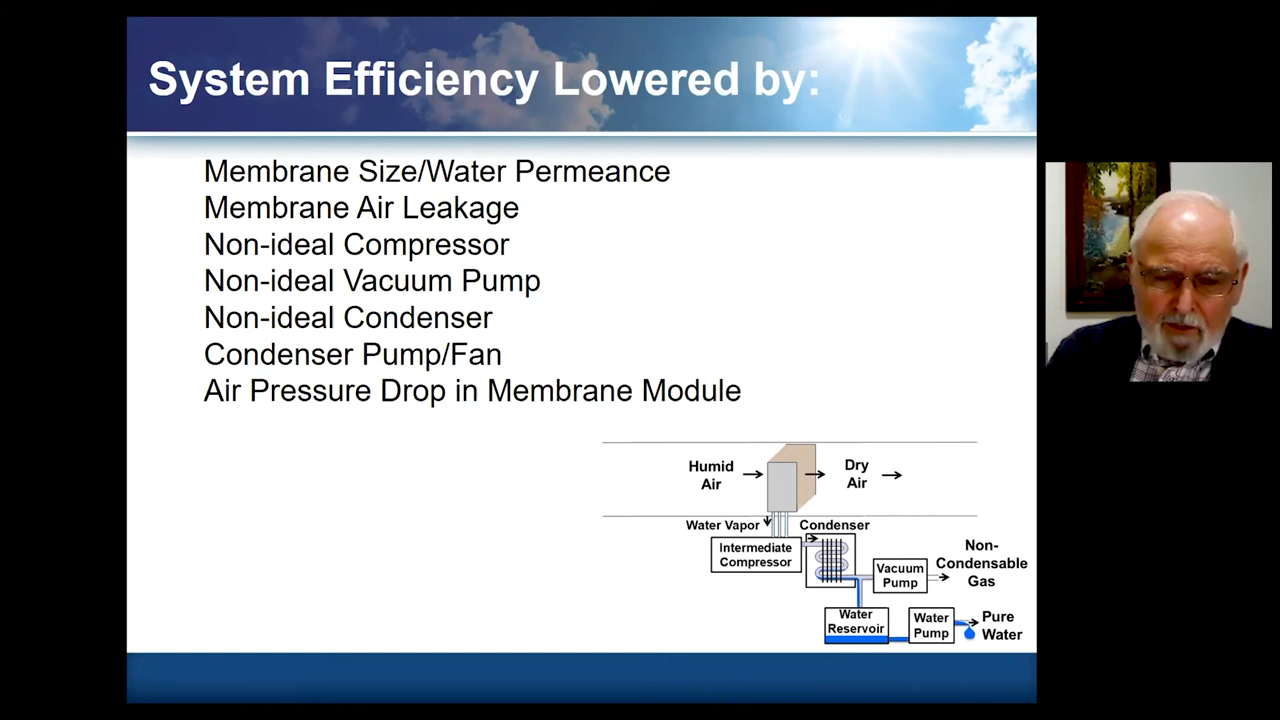 System Efficiency Lowered by:
Membrane Size/Water Permeance
Membrane Air Leakage
Non-ideal Compressor
Non-ideal Vacuum Pump
Non-ideal Condenser
Condenser Pump/Fan
Air Pressure Drop in Membrane Module
Humid
Air
Dry
Air
Water Vapor
Condenser
Intermediate
Compressor
Vacuum
Pump
Non-
Condensable
Gas
Water
Reservoir
Water
Pump
Pure
Water